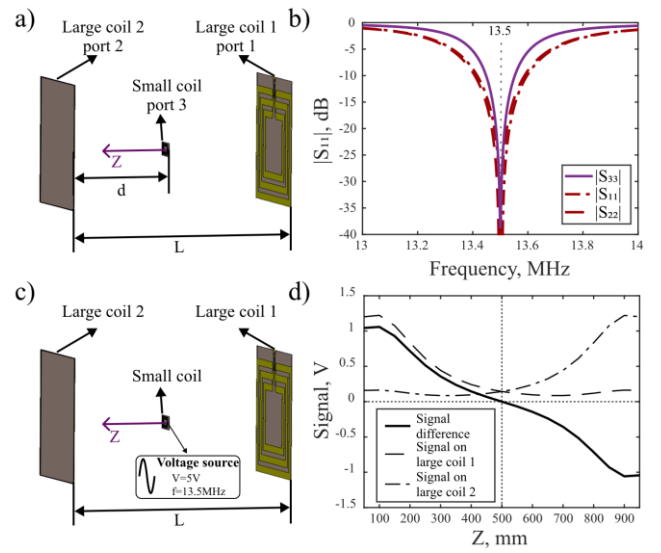 a)
Large coil 2
port 2
Large coil 1
port 1
Small coil
port 3
Z
d
L
b)
13.5
0
-5
-10
-15
-20
-25
-30
-35
-40
|S₁₁|, dB
|S₃₃|
|S₁₁|
|S₂₂|
13
13.2
13.4
13.6
13.8
14
Frequency, MHz
c)
Large coil 2
Large coil 1
Small coil
Z
Voltage source
V=5V
f=13.5MHz
L
d)
1.5
1
0.5
0
-0.5
-1
-1.5
Signal, V
Signal
difference
Signal on
large coil 1
Signal on
large coil 2
100
200
300
400
500
600
700
800
900
Z, mm